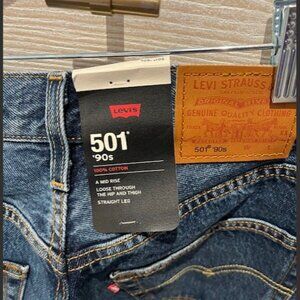 Levi's
501®
'90s
100% COTTON
A MID RISE
LOOSE THROUGH
THE HIP AND THIGH
STRAIGHT LEG
LEVI STRAUSS
ORIGINAL RIVETED
QUALITY CLOTHING
501® '90s